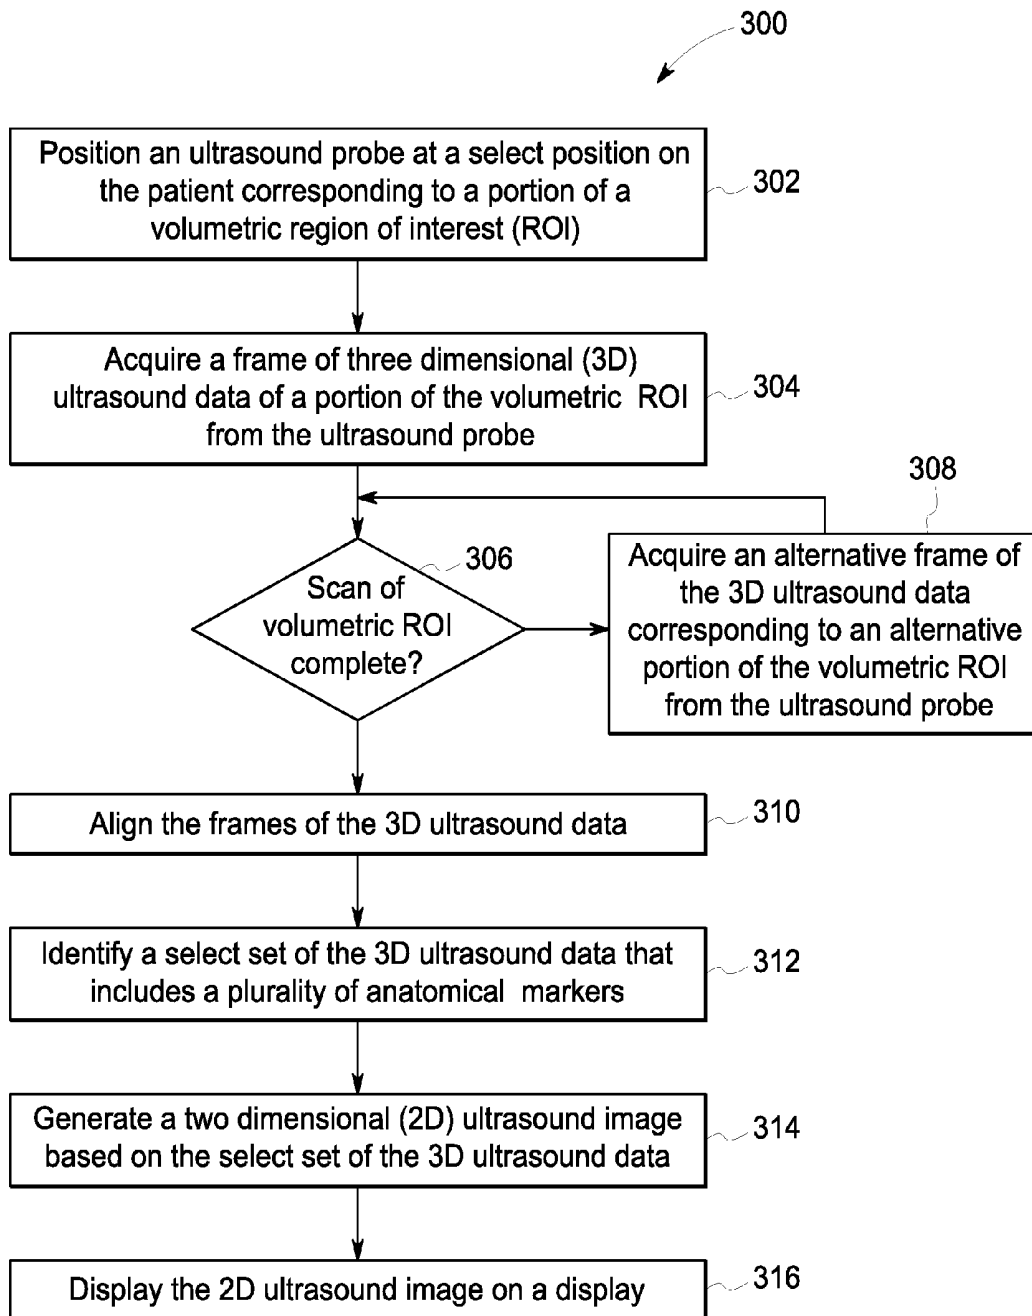 300
Position an ultrasound probe at a select position on
the patient corresponding to a portion of a
volumetric region of interest (ROI)
302
Acquire a frame of three dimensional (3D)
ultrasound data of a portion of the volumetric ROI
from the ultrasound probe
304
306
Scan of
volumetric ROI
complete?
308
Acquire an alternative frame of
the 3D ultrasound data
corresponding to an alternative
portion of the volumetric ROI
from the ultrasound probe
Align the frames of the 3D ultrasound data
310
Identify a select set of the 3D ultrasound data that
includes a plurality of anatomical markers
312
Generate a two dimensional (2D) ultrasound image
based on the select set of the 3D ultrasound data
314
Display the 2D ultrasound image on a display
316